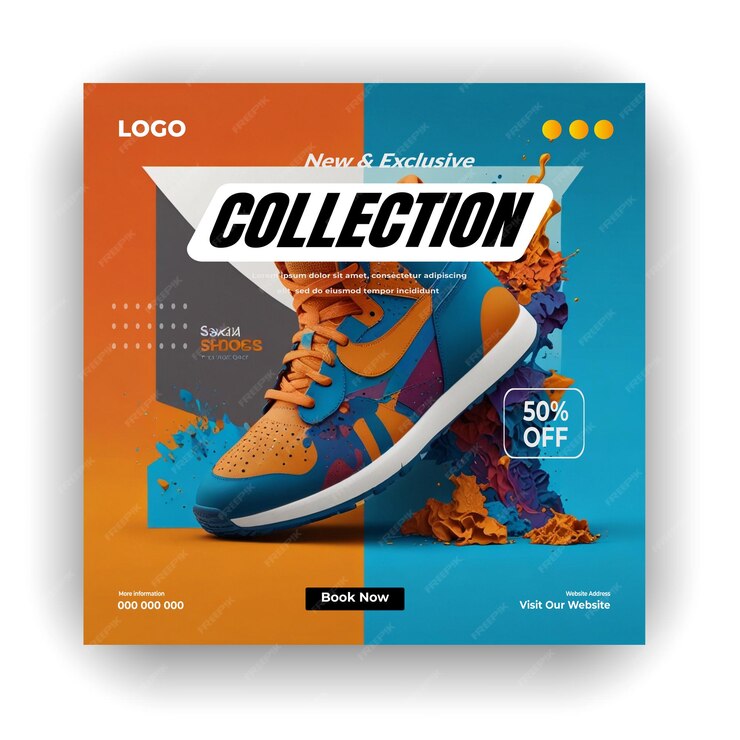 LOGO
New & Exclusive
COLLECTION
Lorem ipsum dolor sit amet, consectetur adipiscing
elit, sed do eiusmod tempor incididunt
SHOES
50%
OFF
More information
000 000 000
Book Now
Website Address
Visit Our Website